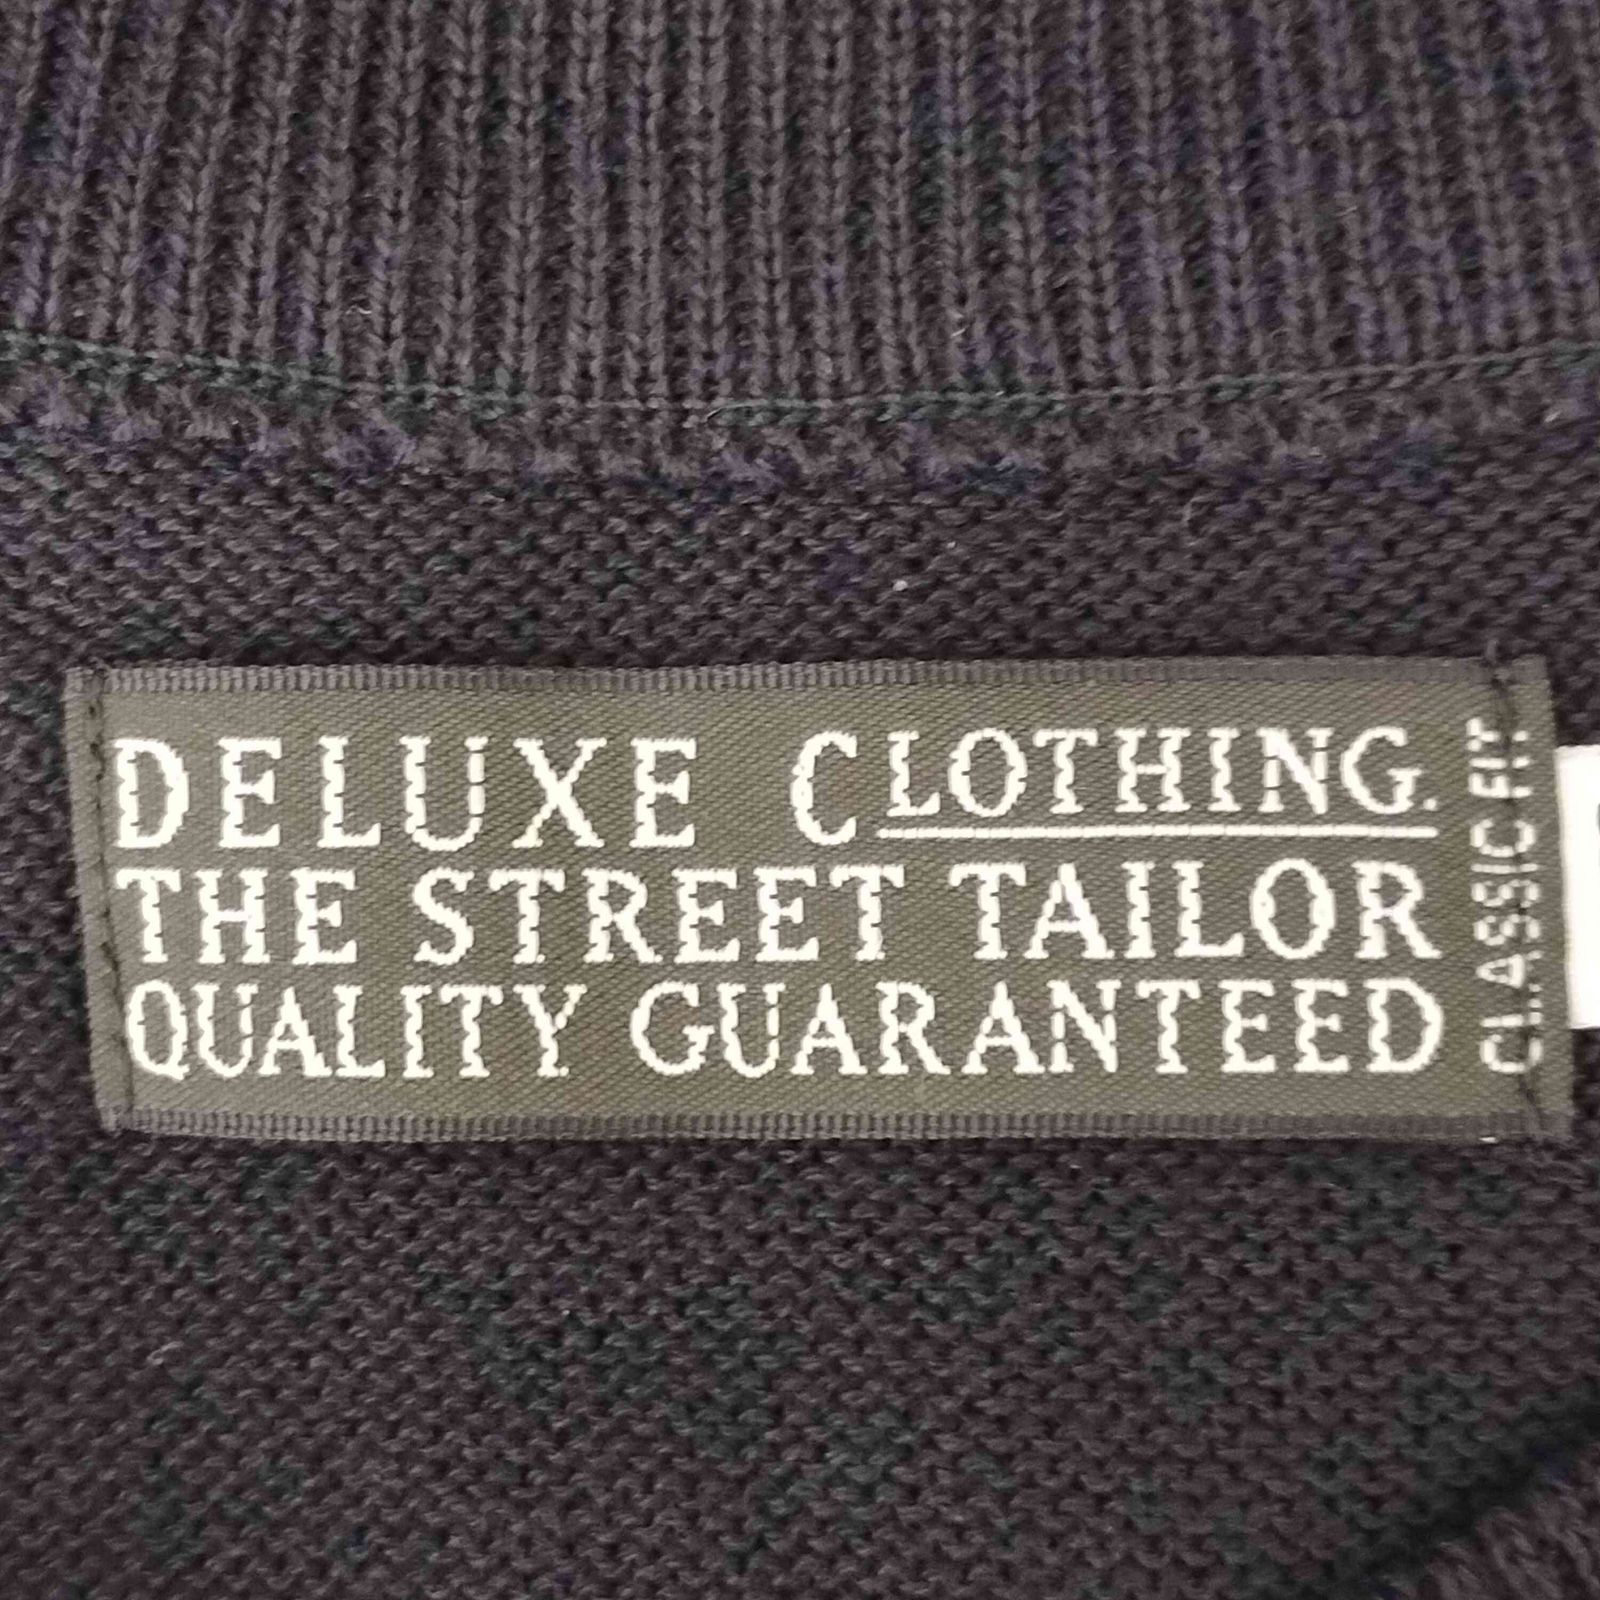 DELUXE CLOTHING.
THE STREET TAILOR
QUALITY GUARANTEED
CLASSIC FIT